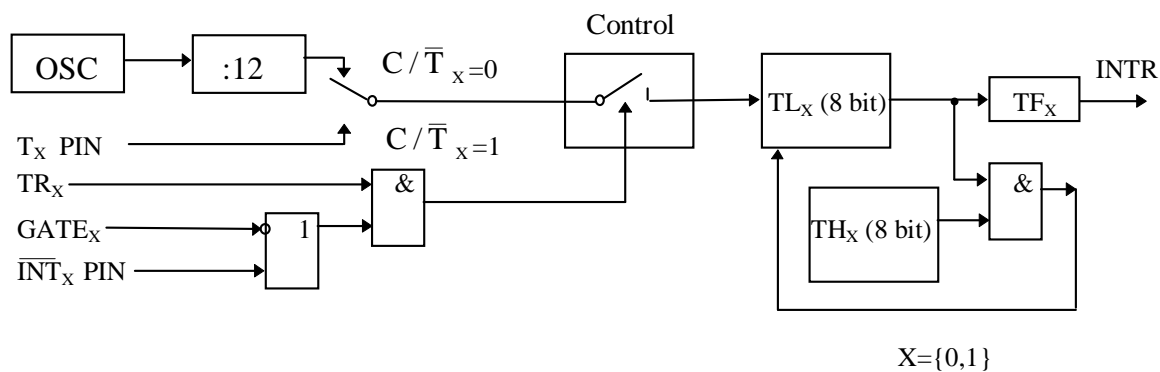 Control
OSC
:12
C / T̅ X=0
TLX (8 bit)
TFX
INTR
TX PIN
C / T̅ X=1
TRX
&
GATEX
1
I̅N̅T̅X PIN
THX (8 bit)
&
X={0,1}